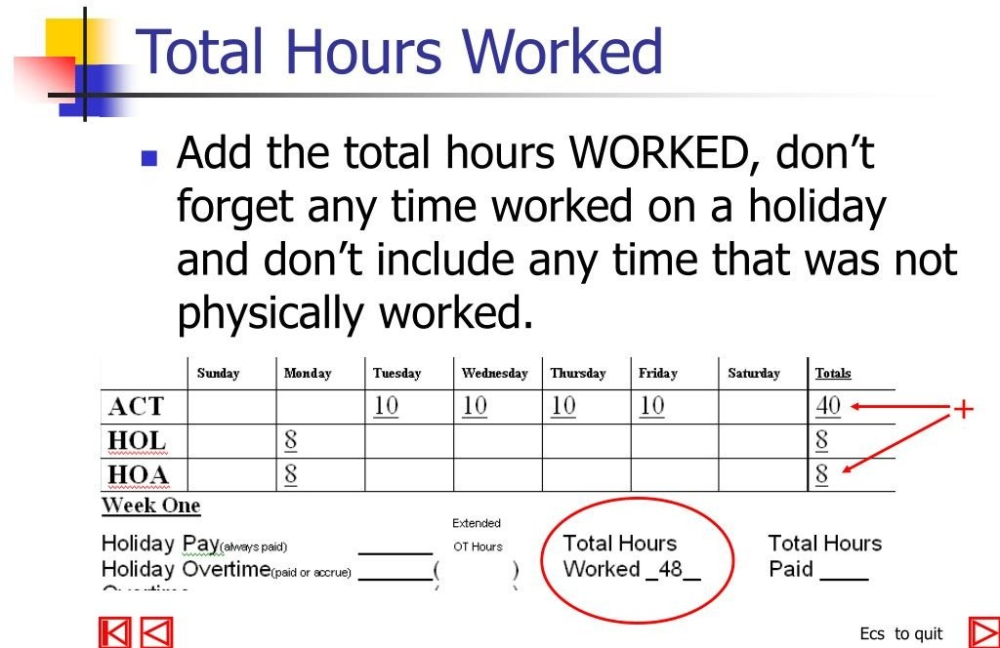 Total Hours Worked
Add the total hours WORKED, don’t
forget any time worked on a holiday
and don’t include any time that was not
physically worked.
Sunday Monday Tuesday Wednesday Thursday Friday Saturday Totals
ACT 10 10 10 10 40 +
HOL 8 8
HOA 8 8
Week One
Extended
Holiday Pay(always paid) ______ OT Hours Total Hours Total Hours
Holiday Overtime(paid or accrue) ______( ) Worked _48_ Paid ____
Ecs to quit